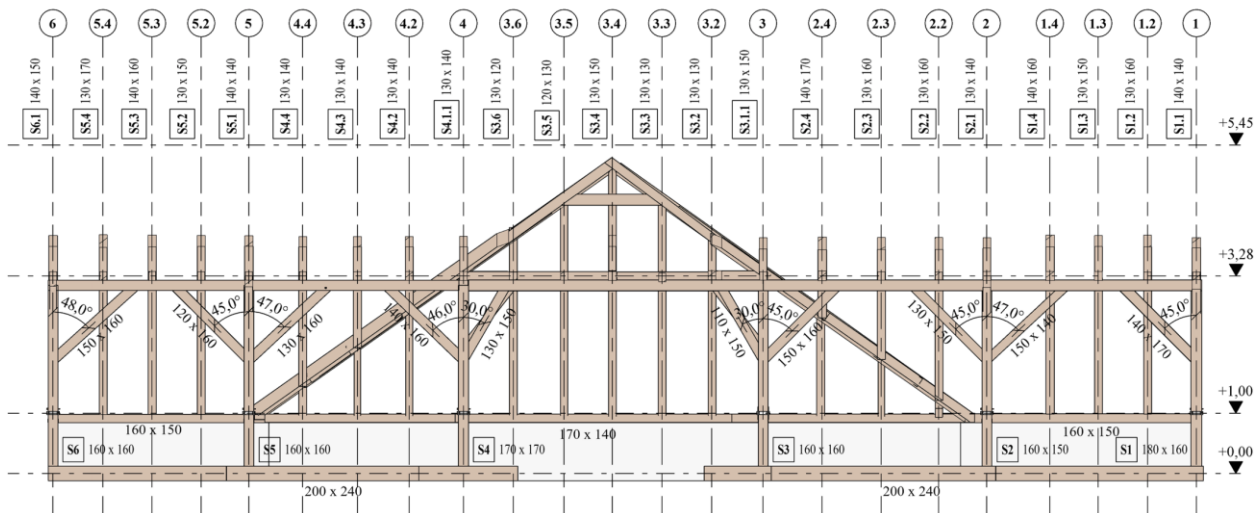 6 5.4 5.3 5.2 5 4.4 4.3 4.2 4 3.6 3.5 3.4 3.3 3.2 3 2.4 2.3 2.2 2 1.4 1.3 1.2 1
S6.1 140 x 150
S5.4 130 x 170
S5.3 140 x 160
S5.2 130 x 150
S5.1 140 x 140
S4.4 130 x 140
S4.3 140 x 140
S4.2 140 x 140
S4.1.1 130 x 140
S3.6 130 x 120
S3.5 120 x 130
S3.4 130 x 150
S3.3 130 x 130
S3.2 130 x 130
S3.1.1 130 x 150
S2.4 140 x 170
S2.3 130 x 160
S2.2 130 x 160
S2.1 130 x 140
S1.4 140 x 160
S1.3 130 x 150
S1.2 130 x 160
S1.1 140 x 140
+5,45
+3,28
48,0°
150 x 160
120 x 160
45,0°
47,0°
130 x 160
140 x 160
46,0°
30,0°
130 x 150
110 x 150
30,0°
45,0°
150 x 160
130 x 150
45,0°
47,0°
150 x 140
140 x 170
45,0°
+1,00
160 x 150
170 x 140
160 x 150
S6 160 x 160
S5 160 x 160
S4 170 x 170
S3 160 x 160
S2 160 x 150
S1 180 x 160
+0,00
200 x 240
200 x 240